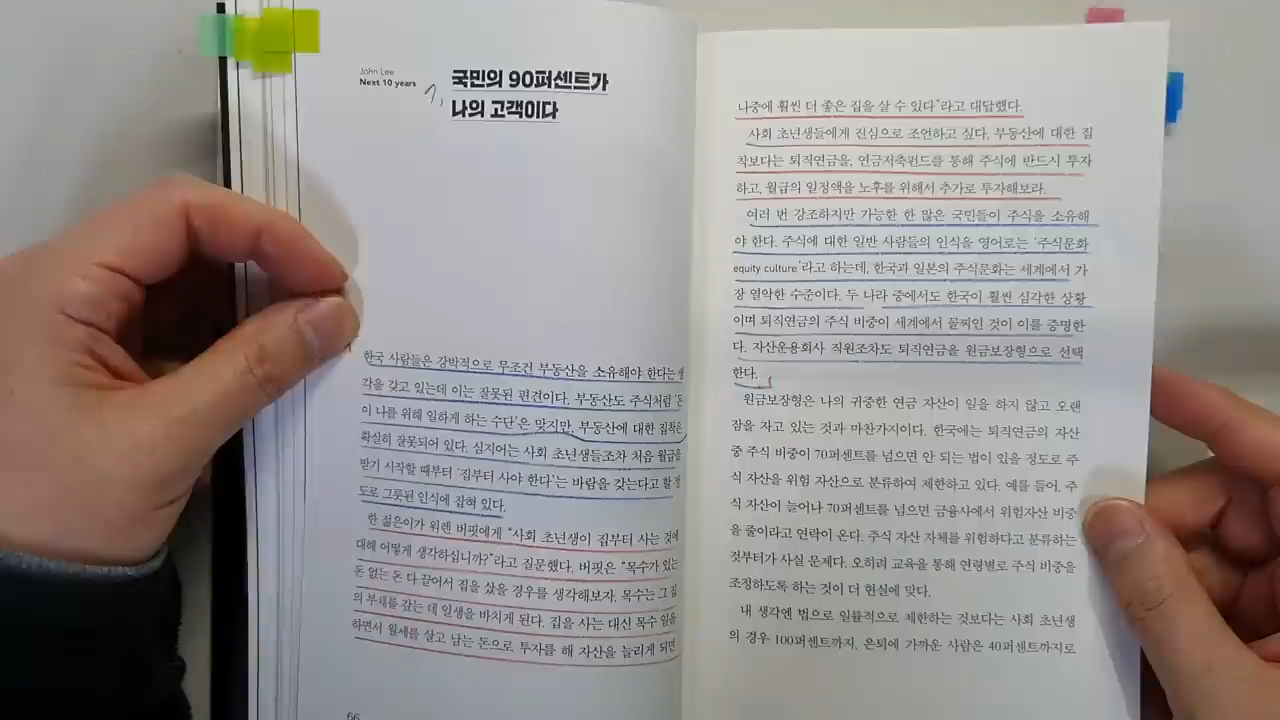 John Lee
Next 10 years
국민의 90퍼센트가
나의 고객이다
한국 사람들은 강박적으로 무조건 부동산을 소유해야 한다는 생
각을 갖고 있는데 이는 잘못된 편견이다. 부동산도 주식처럼 '돈
이 나를 위해 일하게 하는 수단'은 맞지만, 부동산에 대한 집착은
확실히 잘못되어 있다. 심지어는 사회 초년생들조차 처음 월급을
받기 시작할 때부터 '집부터 사야 한다'는 바람을 갖는다고 할 정
도로 그릇된 인식에 잡혀 있다.
한 젊은이가 워렌 버핏에게 “사회 초년생이 집부터 사는 것에
대해 어떻게 생각하십니까?”라고 질문했다. 버핏은 “목수가 있는
돈 없는 돈 다 끌어서 집을 샀을 경우를 생각해보자. 목수는 그 집
의 부채를 갚는 데 일생을 바치게 된다. 집을 사는 대신 목수 일을
하면서 월세를 살고 남는 돈으로 투자를 해 자산을 늘리게 되면
66
나중에 훨씬 더 좋은 집을 살 수 있다”라고 대답했다.
사회 초년생들에게 진심으로 조언하고 싶다. 부동산에 대한 집
착보다는 퇴직연금을, 연금저축펀드를 통해 주식에 반드시 투자
하고, 월급의 일정액을 노후를 위해서 추가로 투자해보라.
여러 번 강조하지만 가능한 한 많은 국민들이 주식을 소유해
야 한다. 주식에 대한 일반 사람들의 인식을 영어로는 '주식문화
equity culture'라고 하는데, 한국과 일본의 주식문화는 세계에서 가
장 열악한 수준이다. 두 나라 중에서도 한국이 훨씬 심각한 상황
이며 퇴직연금의 주식 비중이 세계에서 꼴찌인 것이 이를 증명한
다. 자산운용회사 직원조차도 퇴직연금을 원금보장형으로 선택
한다.
원금보장형은 나의 귀중한 연금 자산이 일을 하지 않고 오랜
잠을 자고 있는 것과 마찬가지이다. 한국에는 퇴직연금의 자산
중 주식 비중이 70퍼센트를 넘으면 안 되는 법이 있을 정도로 주
식 자산을 위험 자산으로 분류하여 제한하고 있다. 예를 들어, 주
식 자산이 늘어나 70퍼센트를 넘으면 금융사에서 위험자산 비중
을 줄이라고 연락이 온다. 주식 자산 자체를 위험하다고 분류하는
것부터가 사실 문제다. 오히려 교육을 통해 연령별로 주식 비중을
조정하도록 하는 것이 더 현실에 맞다.
내 생각엔 법으로 일률적으로 제한하는 것보다는 사회 초년생
의 경우 100퍼센트까지, 은퇴에 가까운 사람은 40퍼센트까지로